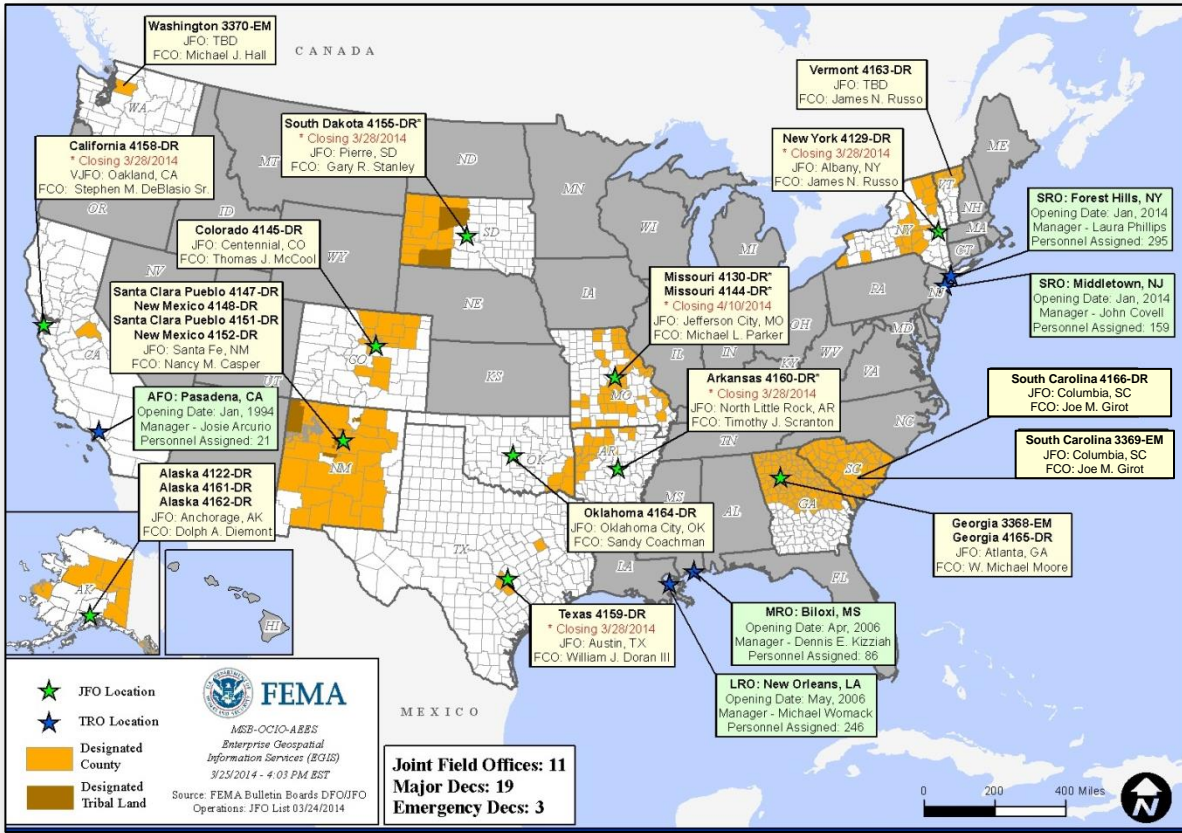 Washington 3370-EM
JFO: TBD
FCO: Michael J. Hall
CANADA
Vermont 4163-DR
JFO: TBD
FCO: James N. Russo
South Dakota 4155-DR*
* Closing 3/28/2014
JFO: Pierre, SD
FCO: Gary R. Stanley
New York 4129-DR
* Closing 3/28/2014
JFO: Albany, NY
FCO: James N. Russo
California 4158-DR
* Closing 3/28/2014
VJFO: Oakland, CA
FCO: Stephen M. DeBlasio Sr.
SRO: Forest Hills, NY
Opening Date: Jan, 2014
Manager - Laura Phillips
Personnel Assigned: 295
Colorado 4145-DR
JFO: Centennial, CO
FCO: Thomas J. McCool
SRO: Middletown, NJ
Opening Date: Jan, 2014
Manager - John Covell
Personnel Assigned: 159
Missouri 4130-DR*
Missouri 4144-DR*
* Closing 4/10/2014
JFO: Jefferson City, MO
FCO: Michael L. Parker
Santa Clara Pueblo 4147-DR
New Mexico 4148-DR
Santa Clara Pueblo 4151-DR
New Mexico 4152-DR
JFO: Santa Fe, NM
FCO: Nancy M. Casper
Arkansas 4160-DR*
* Closing 3/28/2014
JFO: North Little Rock, AR
FCO: Timothy J. Scranton
South Carolina 4166-DR
JFO: Columbia, SC
FCO: Joe M. Girot
South Carolina 3369-EM
JFO: Columbia, SC
FCO: Joe M. Girot
AFO: Pasadena, CA
Opening Date: Jan, 1994
Manager - Josie Arcurio
Personnel Assigned: 21
Alaska 4122-DR
Alaska 4161-DR
Alaska 4162-DR
JFO: Anchorage, AK
FCO: Dolph A. Diemont
Oklahoma 4164-DR
JFO: Oklahoma City, OK
FCO: Sandy Coachman
Georgia 3368-EM
Georgia 4165-DR
JFO: Atlanta, GA
FCO: W. Michael Moore
Texas 4159-DR
* Closing 3/28/2014
JFO: Austin, TX
FCO: William J. Doran III
MRO: Biloxi, MS
Opening Date: Apr, 2006
Manager - Dennis E. Kizziah
Personnel Assigned: 86
LRO: New Orleans, LA
Opening Date: May, 2006
Manager - Michael Womack
Personnel Assigned: 246
WA
MT
ND
MN
ME
OR
ID
SD
WI
MI
VT
NH
NY
MA
CT
WY
NV
NE
IA
PA
NJ
CA
UT
CO
KS
MO
IL
IN
OH
KY
WV
MD
VA
NM
OK
AR
TN
NC
SC
TX
LA
MS
AL
GA
FL
AK
HI
MEXICO
JFO Location
TRO Location
Designated
County
Designated
Tribal Land
FEMA
MSB-OCIO-AEES
Enterprise Geospatial
Information Services (EGIS)
3/25/2014 - 4:03 PM EST
Source: FEMA Bulletin Boards DFO/JFO
Operations: JFO List 03/24/2014
Joint Field Offices: 11
Major Decs: 19
Emergency Decs: 3
0 200 400 Miles
N